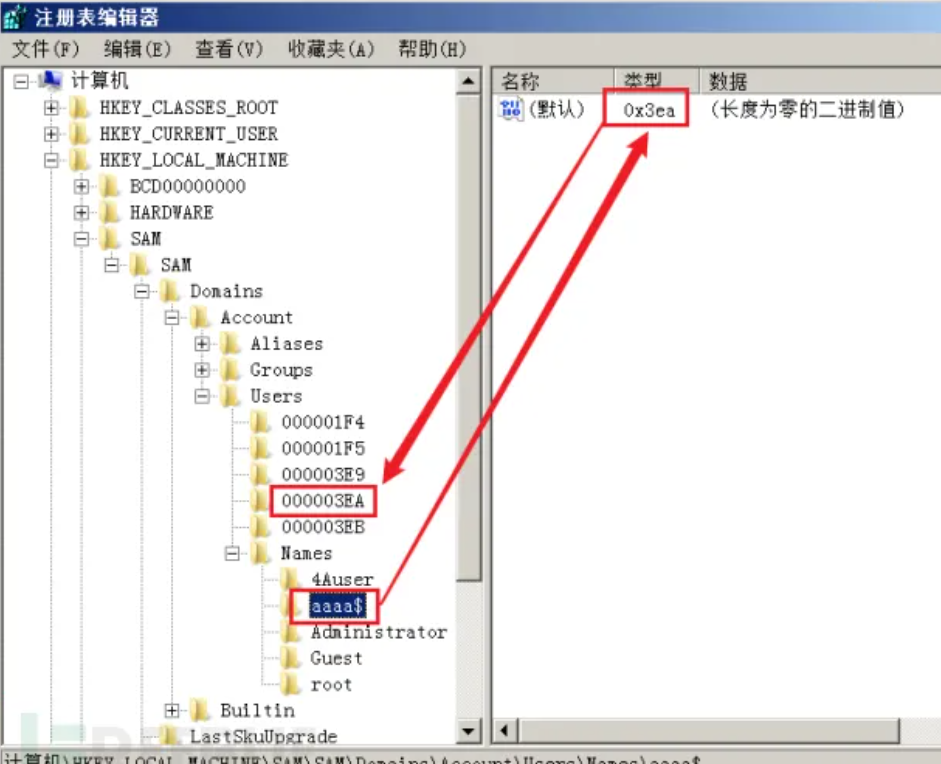 注册表编辑器
文件(F) 编辑(E) 查看(V) 收藏夹(A) 帮助(H)
计算机
HKEY_CLASSES_ROOT
HKEY_CURRENT_USER
HKEY_LOCAL_MACHINE
BCD00000000
HARDWARE
SAM
SAM
Domains
Account
Aliases
Groups
Users
000001F4
000001F5
000003E9
000003EA
000003EB
Names
4Auser
aaaa$
Administrator
Guest
root
Builtin
LastSkuUpgrade
名称 类型 数据
(默认) 0x3ea (长度为零的二进制值)
计算机\HKEY_LOCAL_MACHINE\SAM\SAM\Domains\Account\Users\Names\aaaa$